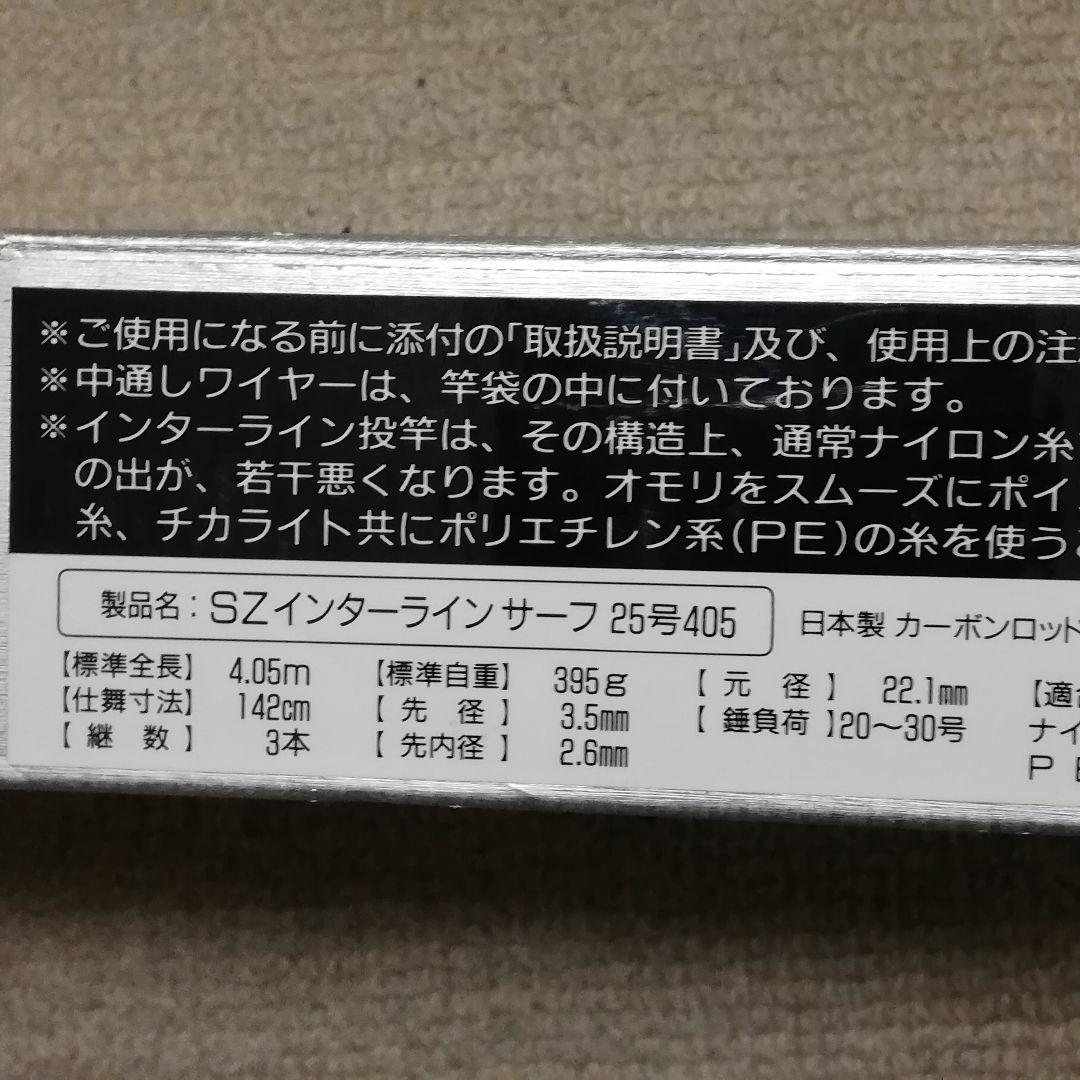 ※ご使用になる前に添付の「取扱説明書」及び、使用上の注
※中通しワイヤーは、竿袋の中に付いております。
※インターライン投竿は、その構造上、通常ナイロン糸
の出が、若干悪くなります。オモリをスムーズにポイ
糸、チカライト共にポリエチレン系(PE)の糸を使う
製品名：SZインターライン サーフ 25号405 日本製 カーボンロッド
【標準全長】 4.05m 【標準自重】 395g 【元 径】 22.1mm 【適
【仕舞寸法】 142cm 【先 径】 3.5mm 【錘負荷】20〜30号 ナイ
【継 数】 3本 【先内径】 2.6mm P